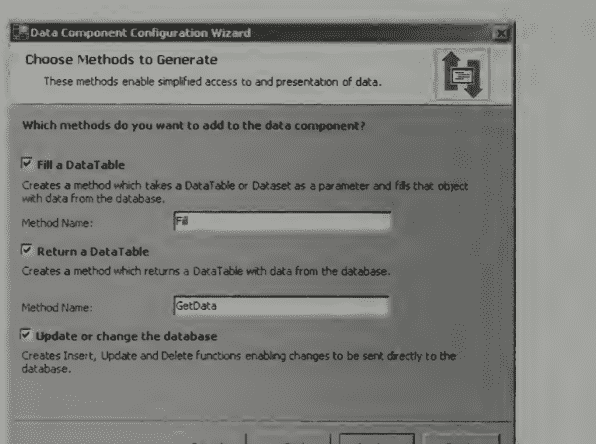 Data Component Configuration Wizard
Choose Methods to Generate
These methods enable simplified access to and presentation of data.
Which methods do you want to add to the data component?
Fill a DataTable
Creates a method which takes a DataTable or Dataset as a parameter and fills that object
with data from the database.
Method Name: Fill
Return a DataTable
Creates a method which returns a DataTable with data from the database.
Method Name: GetData
Update or change the database
Creates Insert, Update and Delete functions enabling changes to be sent directly to the
database.